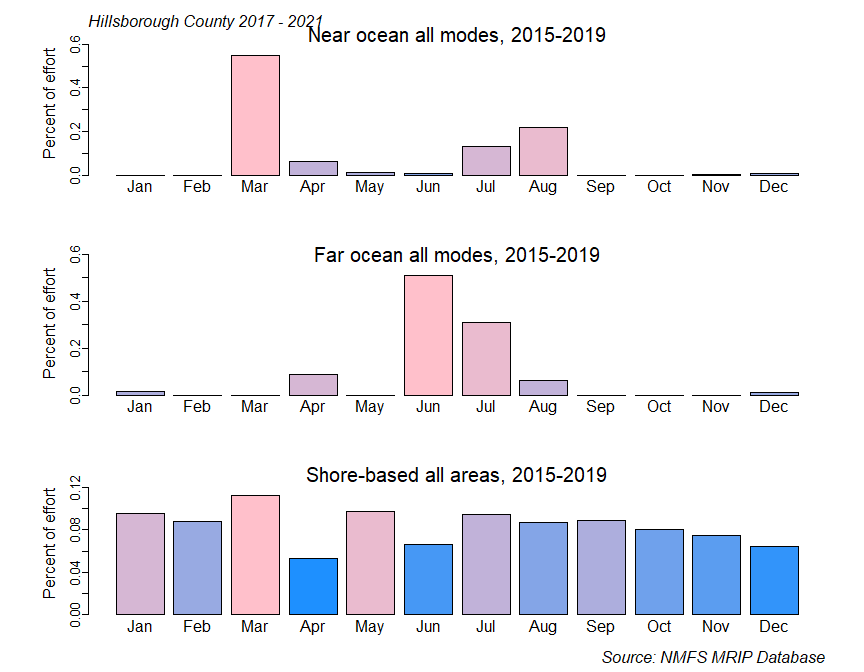 Hillsborough County 2017 - 2021
Near ocean all modes, 2015-2019
Percent of effort
0.0 0.2 0.4 0.6
Jan Feb Mar Apr May Jun Jul Aug Sep Oct Nov Dec
Far ocean all modes, 2015-2019
Percent of effort
0.0 0.2 0.4 0.6
Jan Feb Mar Apr May Jun Jul Aug Sep Oct Nov Dec
Shore-based all areas, 2015-2019
Percent of effort
0.00 0.04 0.08 0.12
Jan Feb Mar Apr May Jun Jul Aug Sep Oct Nov Dec
Source: NMFS MRIP Database